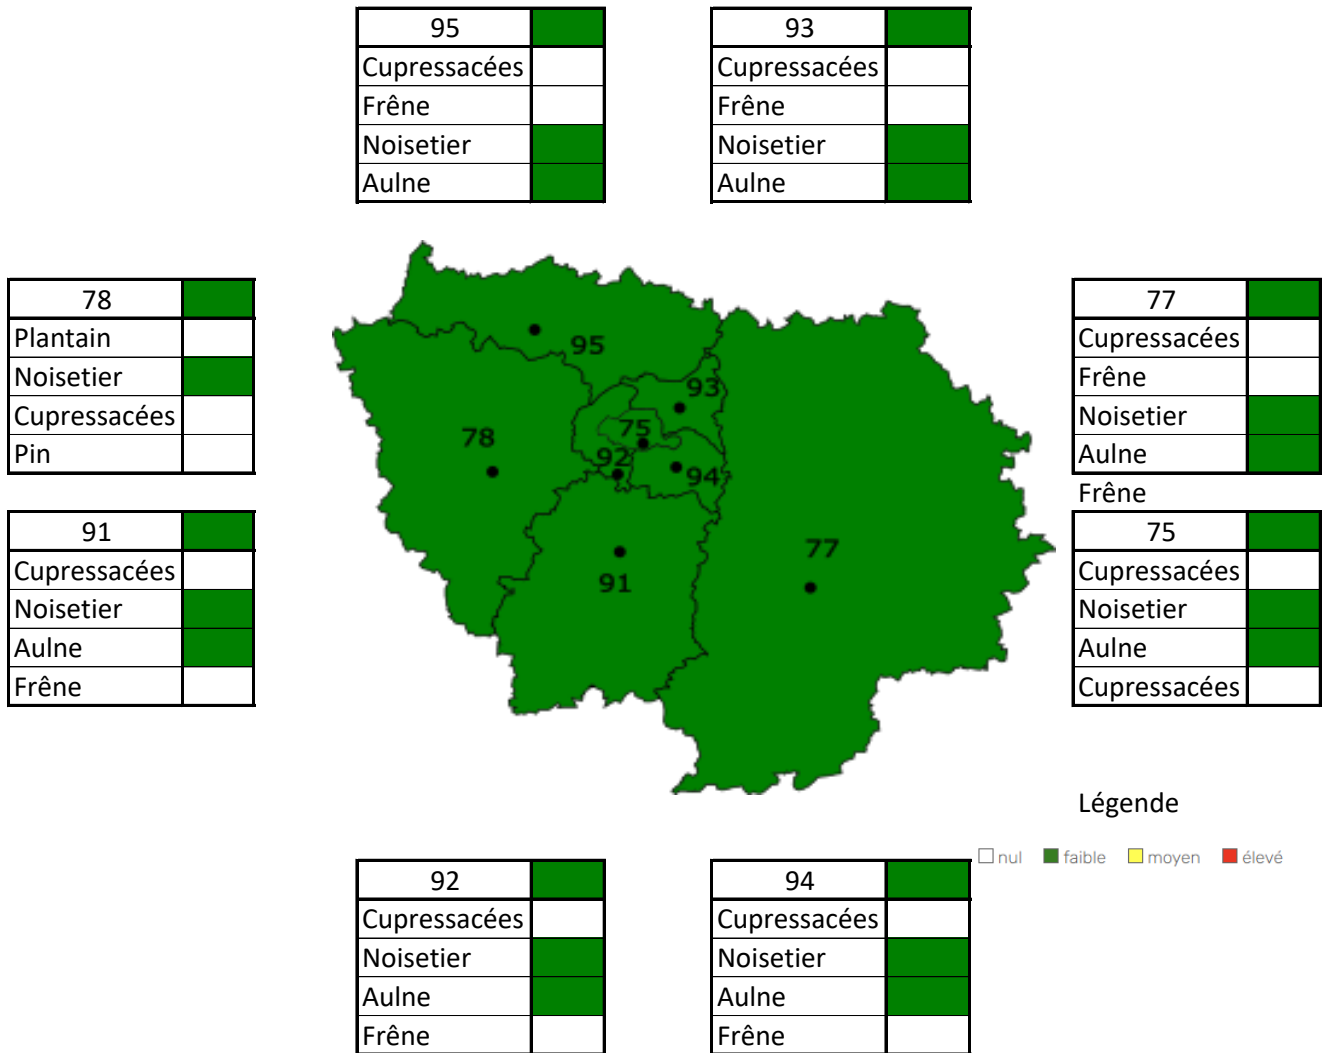 95
Cupressacées
Frêne
Noisetier
Aulne
93
Cupressacées
Frêne
Noisetier
Aulne
78
Plantain
Noisetier
Cupressacées
Pin
95
93
75
78
92
94
77
91
77
Cupressacées
Frêne
Noisetier
Aulne
Frêne
91
Cupressacées
Noisetier
Aulne
Frêne
75
Cupressacées
Noisetier
Aulne
Cupressacées
Légende
nul faible moyen élevé
92
Cupressacées
Noisetier
Aulne
Frêne
94
Cupressacées
Noisetier
Aulne
Frêne